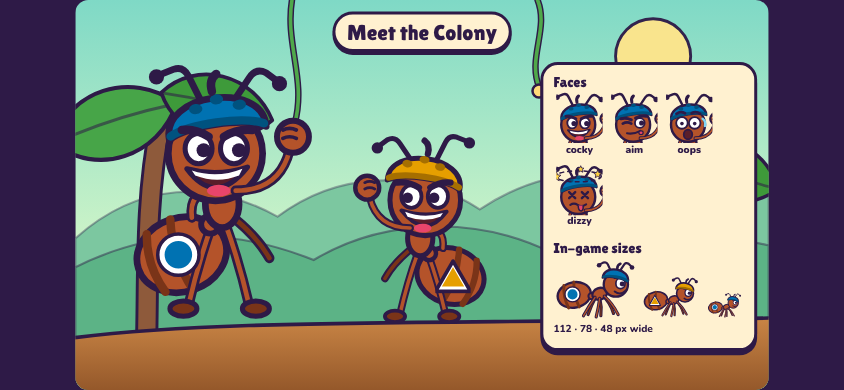 Meet the Colony
Faces
cocky aim oops
dizzy
In-game sizes
112 · 78 · 48 px wide